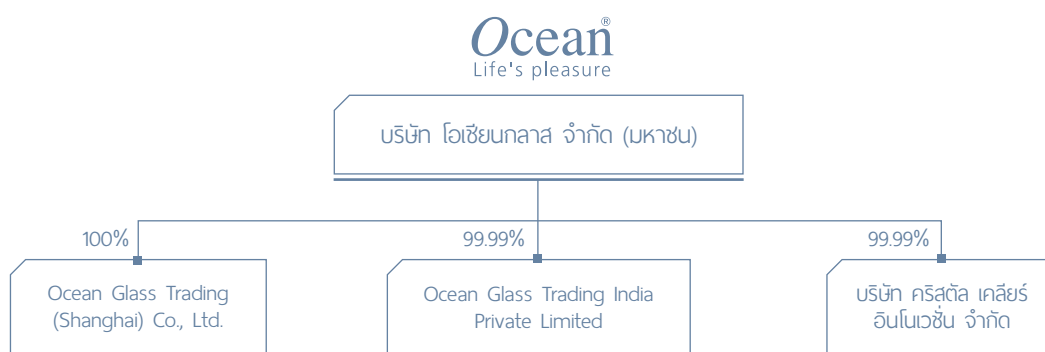 Ocean®
Life's pleasure
บริษัท โอเชียนกลาส จำกัด (มหาชน)
100%
99.99%
99.99%
Ocean Glass Trading
(Shanghai) Co., Ltd.
Ocean Glass Trading India
Private Limited
บริษัท คริสตัล เคลียร์
อินโนเวชั่น จำกัด